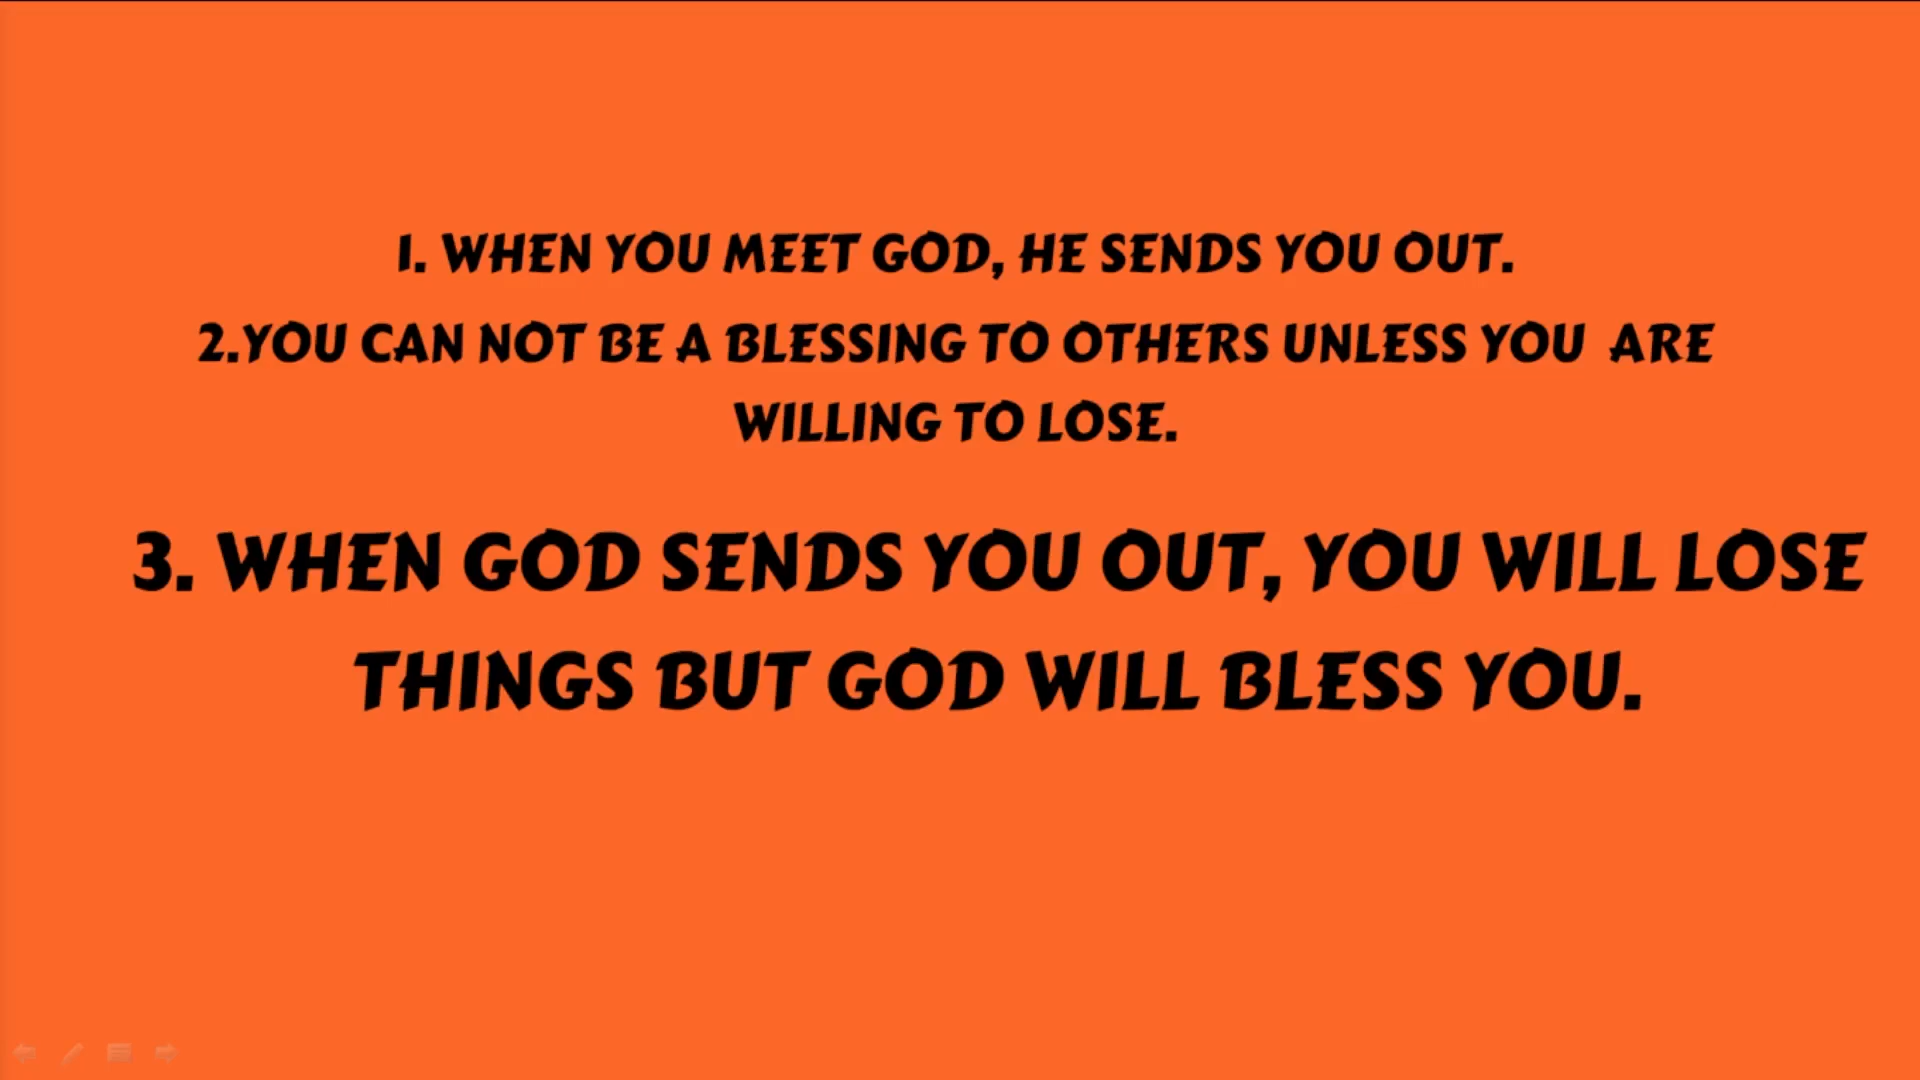 1. WHEN YOU MEET GOD, HE SENDS YOU OUT.
2.YOU CAN NOT BE A BLESSING TO OTHERS UNLESS YOU  ARE
WILLING TO LOSE.
3. WHEN GOD SENDS YOU OUT, YOU WILL LOSE
THINGS BUT GOD WILL BLESS YOU.